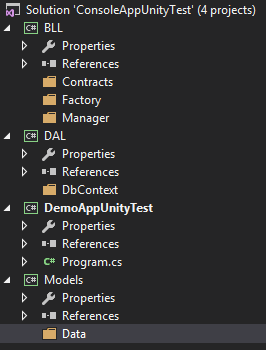 Solution 'ConsoleAppUnityTest' (4 projects)
C# BLL
Properties
References
Contracts
Factory
Manager
C# DAL
Properties
References
DbContext
C# DemoAppUnityTest
Properties
References
C# Program.cs
C# Models
Properties
References
Data